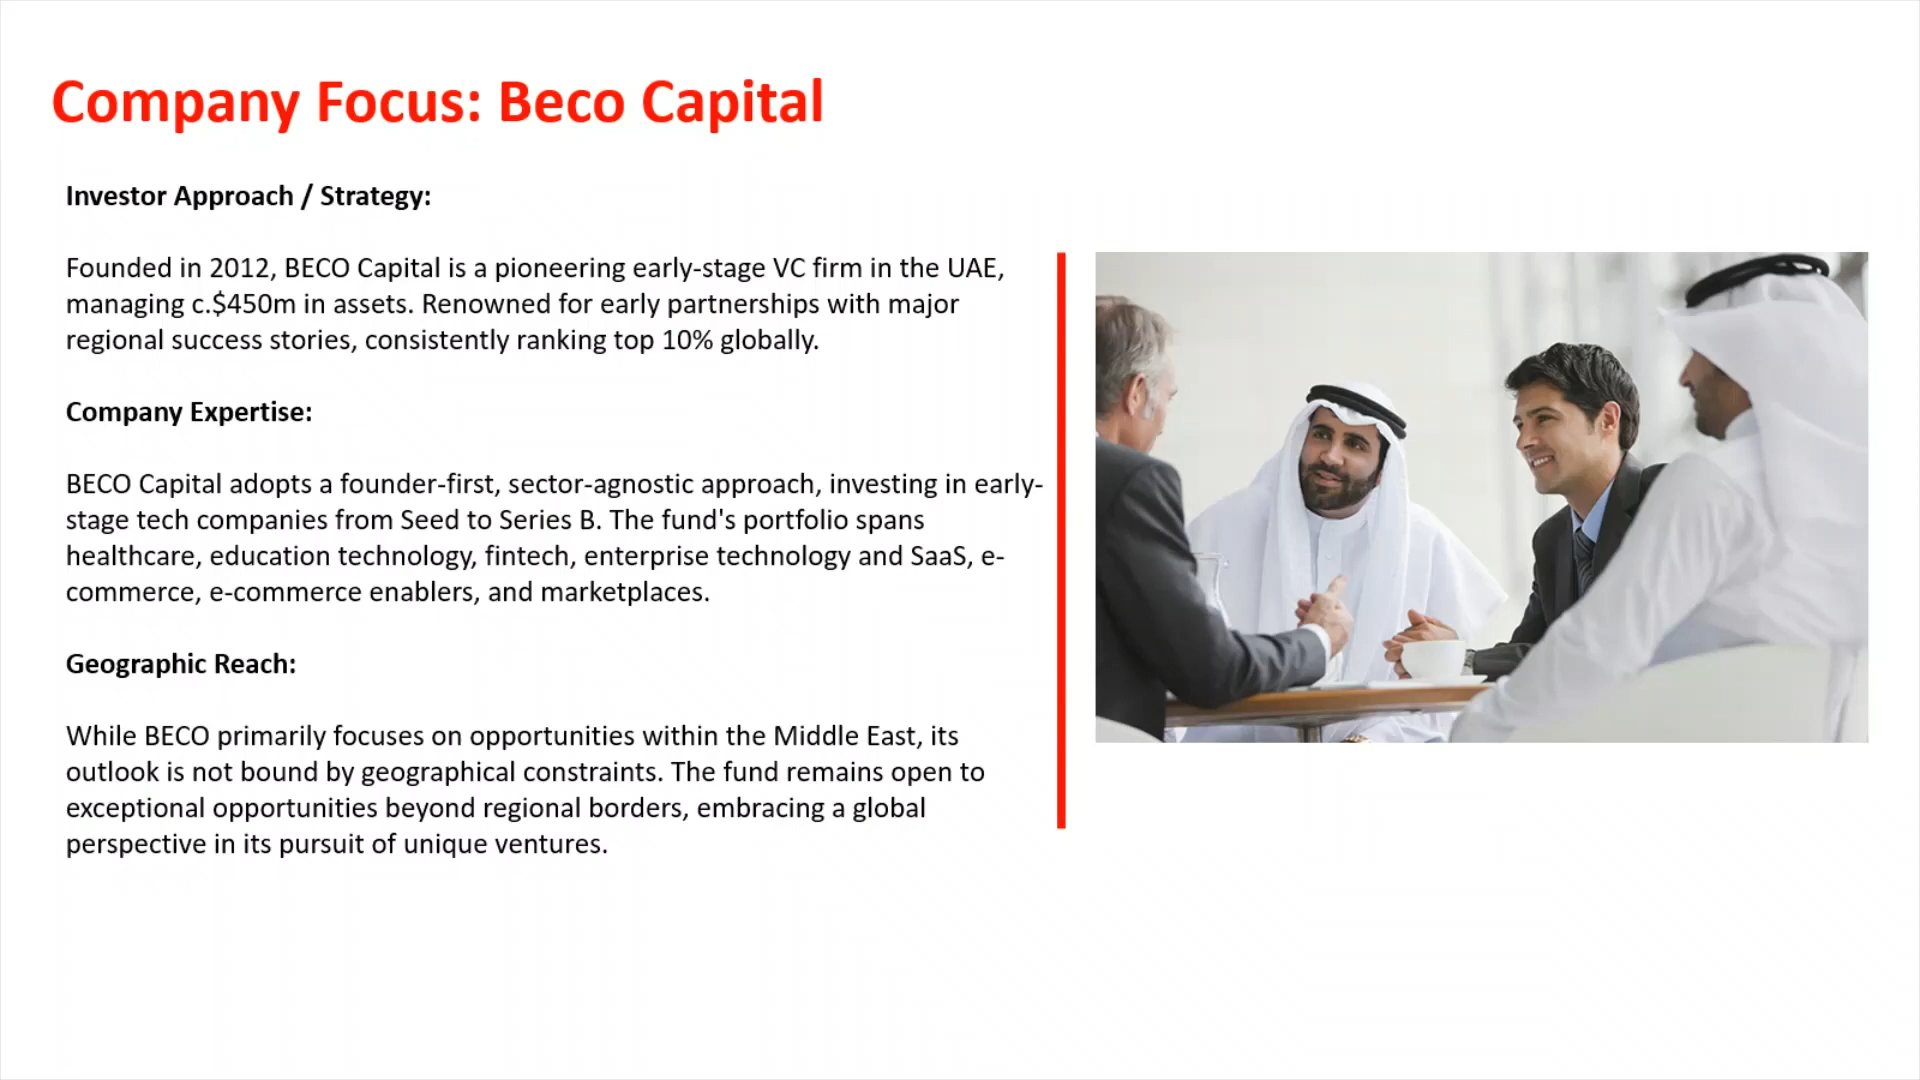 Company Focus: Beco Capital
Investor Approach / Strategy:
Founded in 2012, BECO Capital is a pioneering early-stage VC firm in the UAE,
managing c.$450m in assets. Renowned for early partnerships with major
regional success stories, consistently ranking top 10% globally.
Company Expertise:
BECO Capital adopts a founder-first, sector-agnostic approach, investing in early-
stage tech companies from Seed to Series B. The fund's portfolio spans
healthcare, education technology, fintech, enterprise technology and SaaS, e-
commerce, e-commerce enablers, and marketplaces.
Geographic Reach:
While BECO primarily focuses on opportunities within the Middle East, its
outlook is not bound by geographical constraints. The fund remains open to
exceptional opportunities beyond regional borders, embracing a global
perspective in its pursuit of unique ventures.